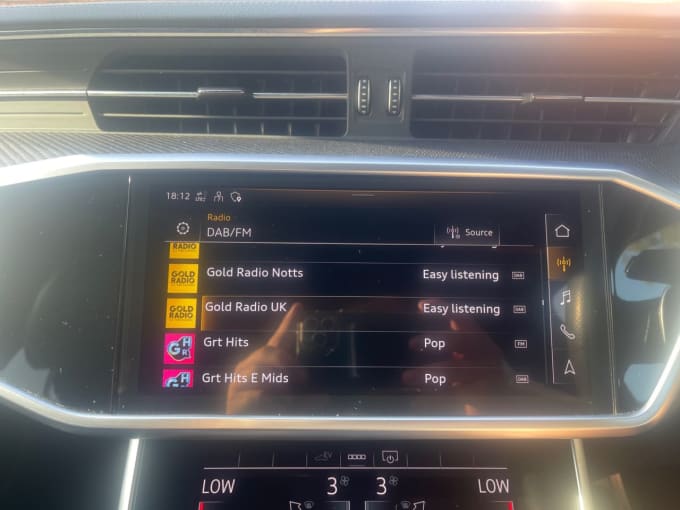 18:12
Radio
DAB/FM
Source
RADIO
GOLD RADIO
Gold Radio Notts Easy listening DAB
GOLD RADIO
Gold Radio UK Easy listening DAB
G H R
Grt Hits Pop FM
G H
Grt Hits E Mids Pop DAB
EV
LOW 3 3 LOW